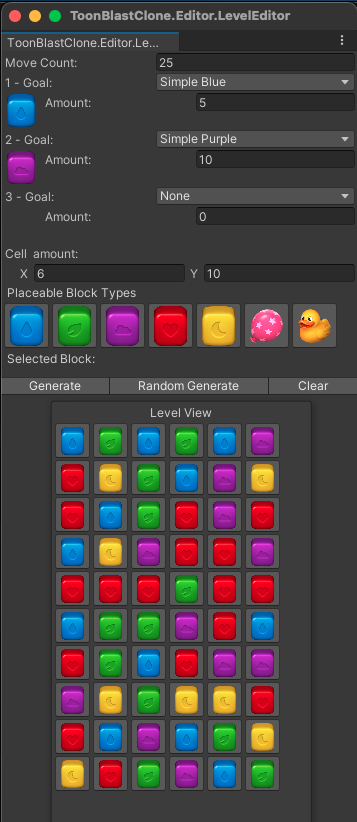 ToonBlastClone.Editor.LevelEditor
ToonBlastClone.Editor.Le...
Move Count: 25
1 - Goal: Simple Blue
Amount: 5
2 - Goal: Simple Purple
Amount: 10
3 - Goal: None
Amount: 0
Cell amount:
X 6 Y 10
Placeable Block Types
Selected Block:
Generate Random Generate Clear
Level View